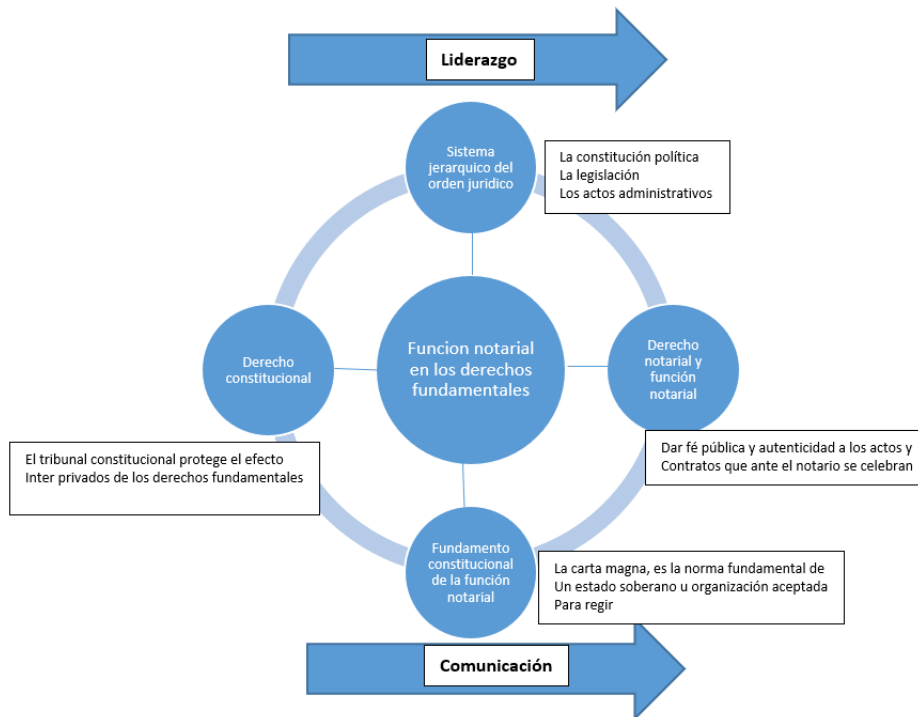 Liderazgo
Sistema
jerarquico del
orden juridico
La constitución política
La legislación
Los actos administrativos
Derecho
constitucional
Funcion notarial
en los derechos
fundamentales
Derecho
notarial y
función
notarial
El tribunal constitucional protege el efecto
Inter privados de los derechos fundamentales
Dar fé pública y autenticidad a los actos y
Contratos que ante el notario se celebran
Fundamento
constitucional
de la función
notarial
La carta magna, es la norma fundamental de
Un estado soberano u organización aceptada
Para regir
Comunicación